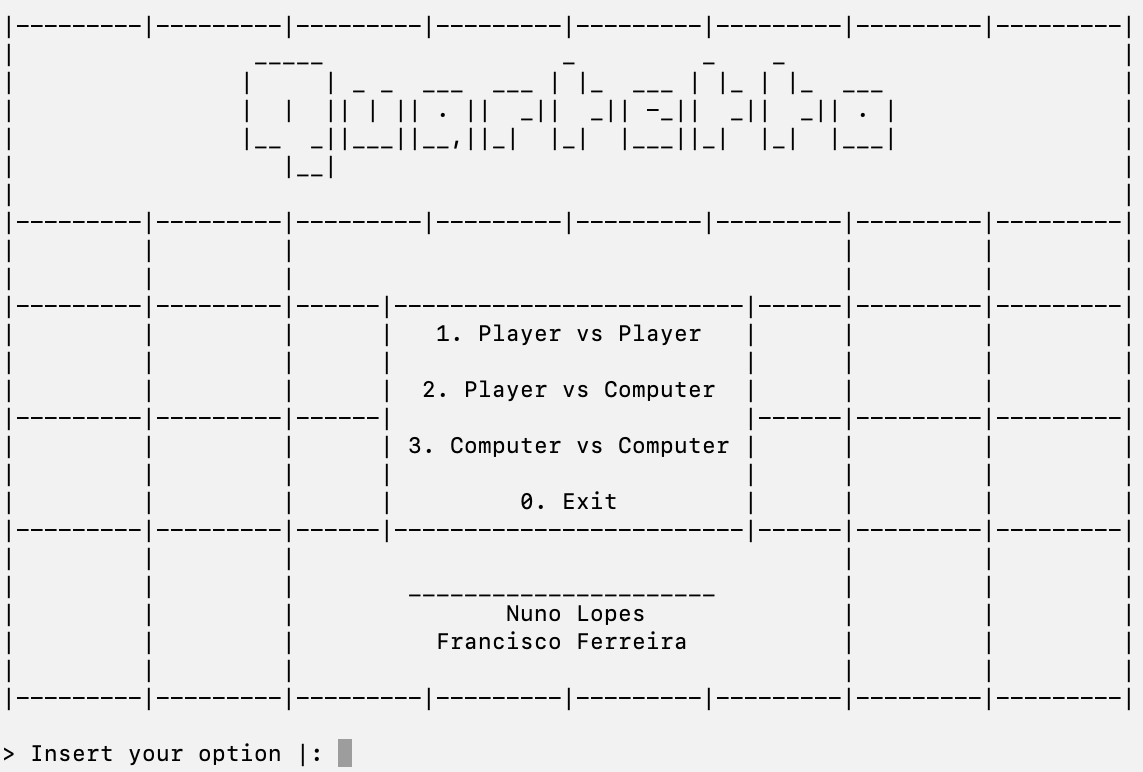 Quartetto
1. Player vs Player
2. Player vs Computer
3. Computer vs Computer
0. Exit
Nuno Lopes
Francisco Ferreira
> Insert your option |: